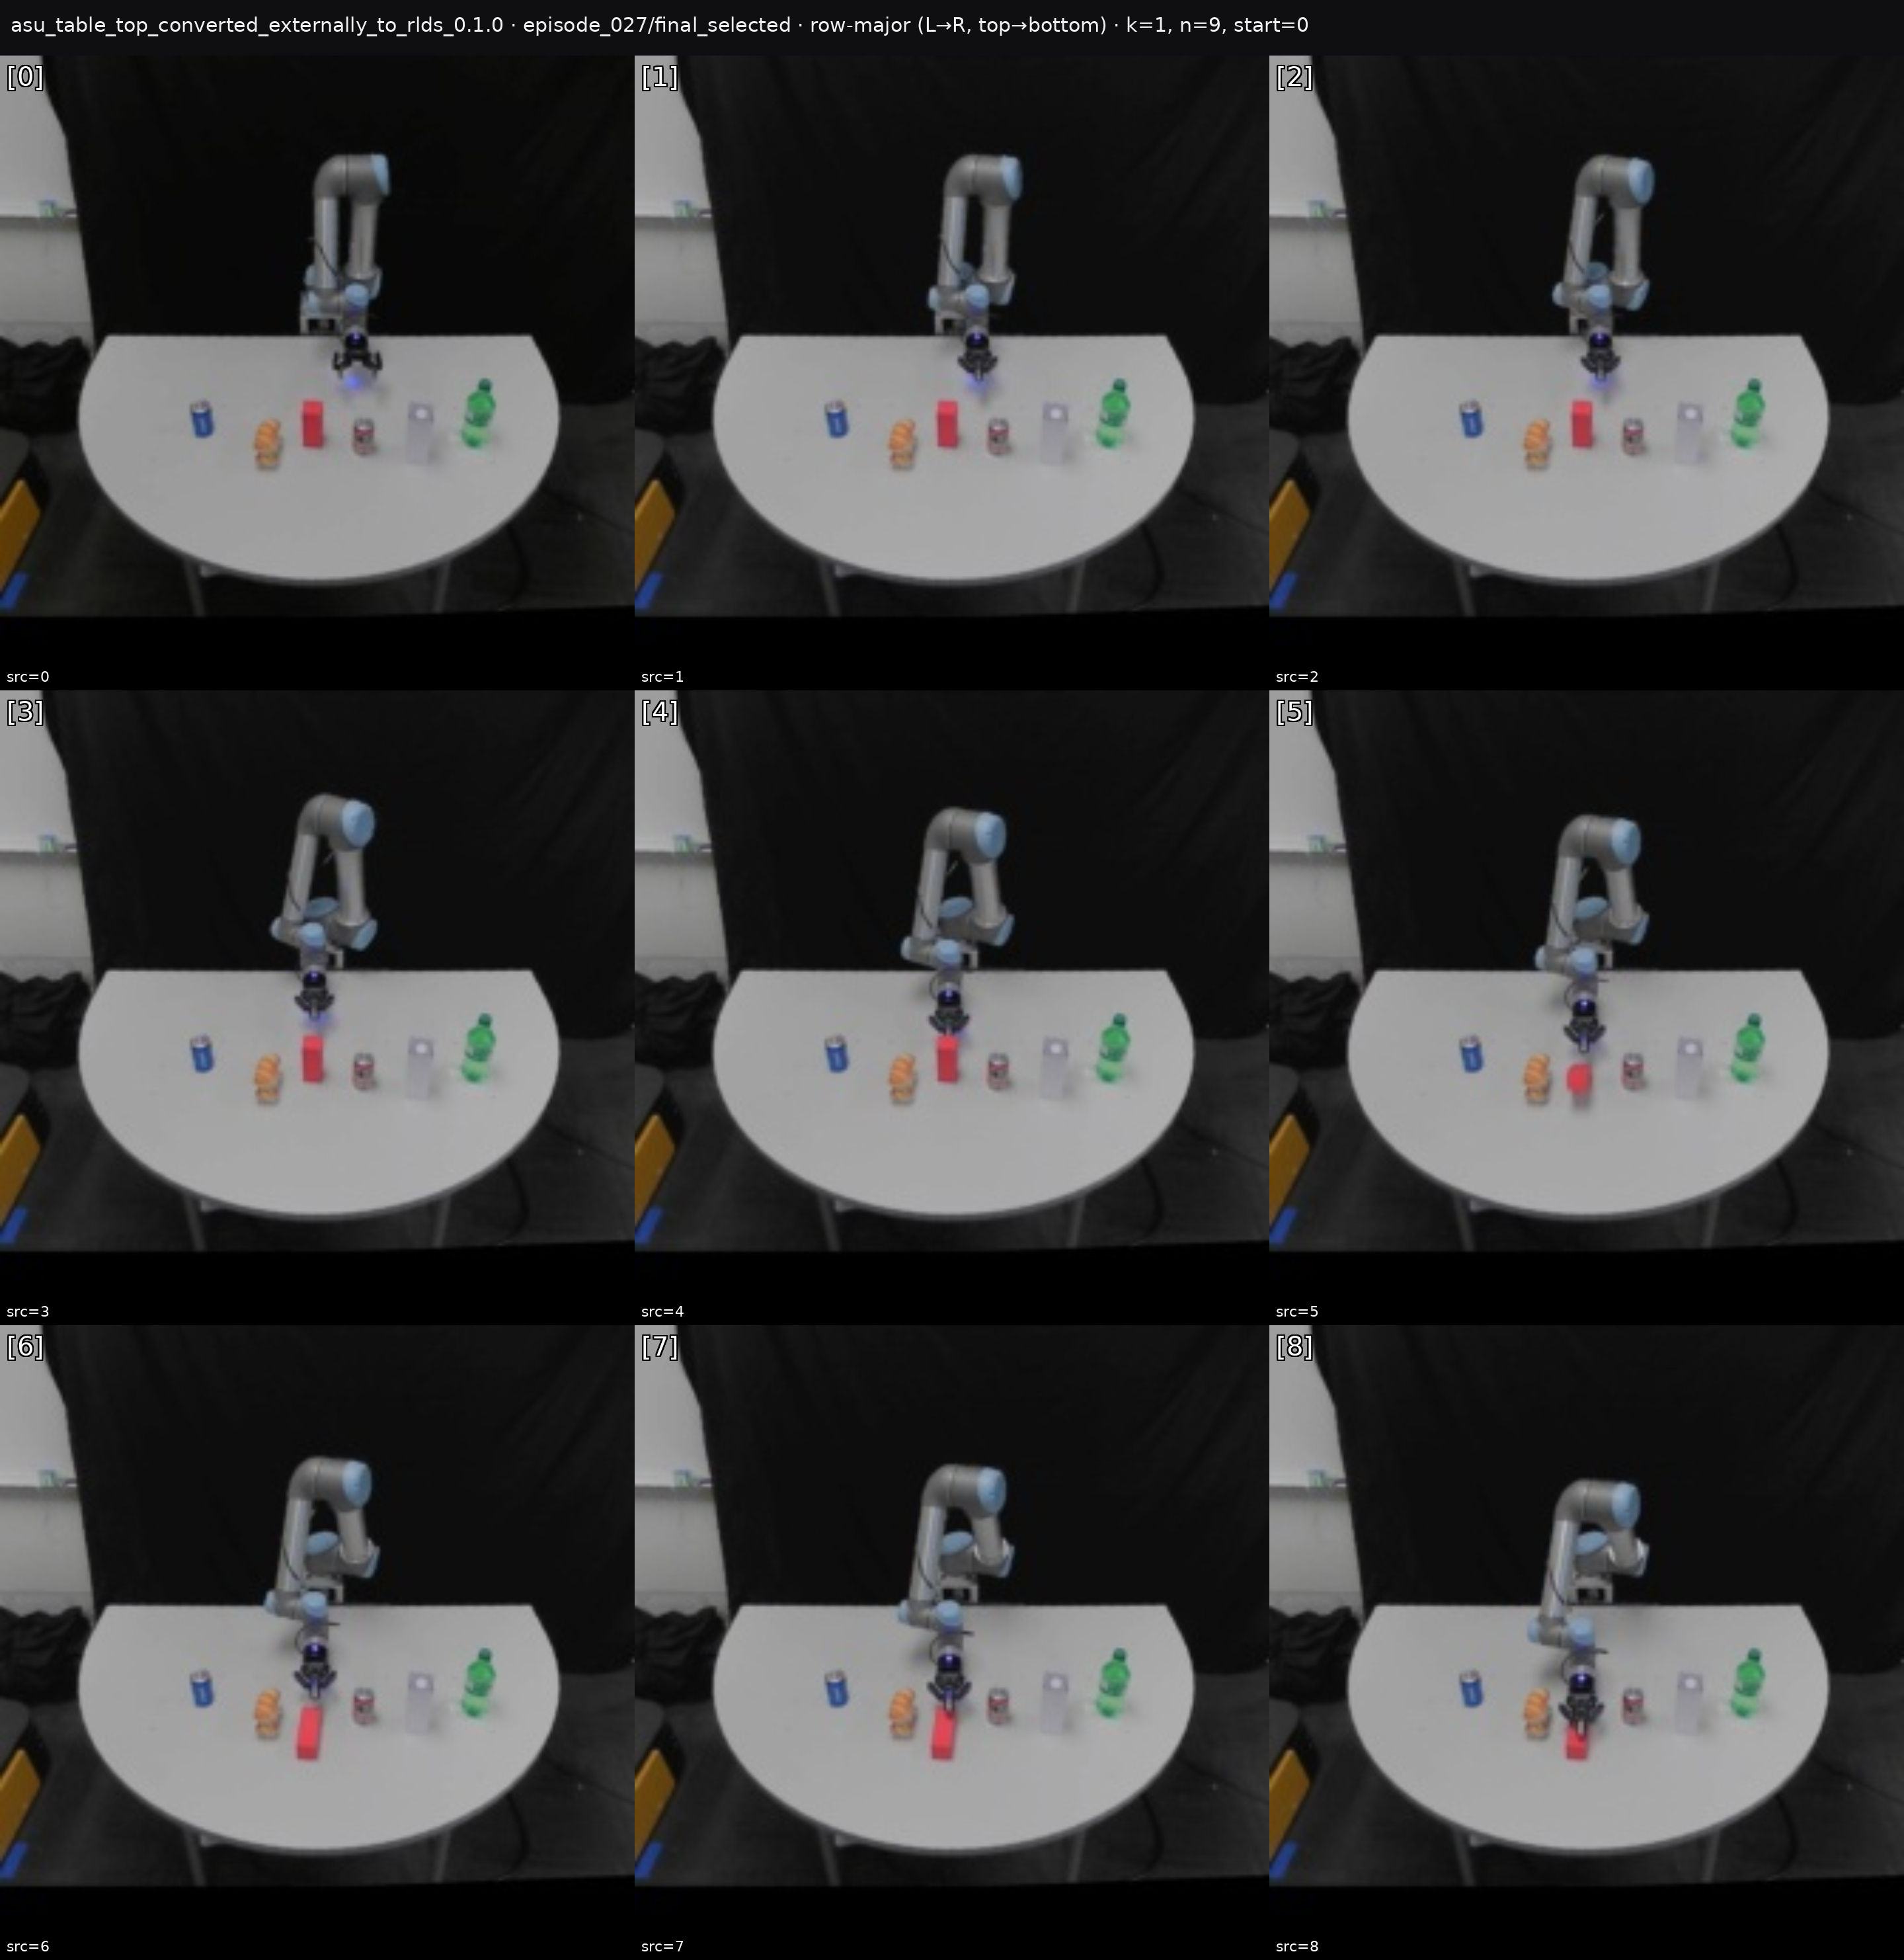 asu_table_top_converted_externally_to_rlds_0.1.0 · episode_027/final_selected · row-major (L→R, top→bottom) · k=1, n=9, start=0
[0]
[1]
[2]
src=0
src=1
src=2
[3]
[4]
[5]
src=3
src=4
src=5
[6]
[7]
[8]
src=6
src=7
src=8